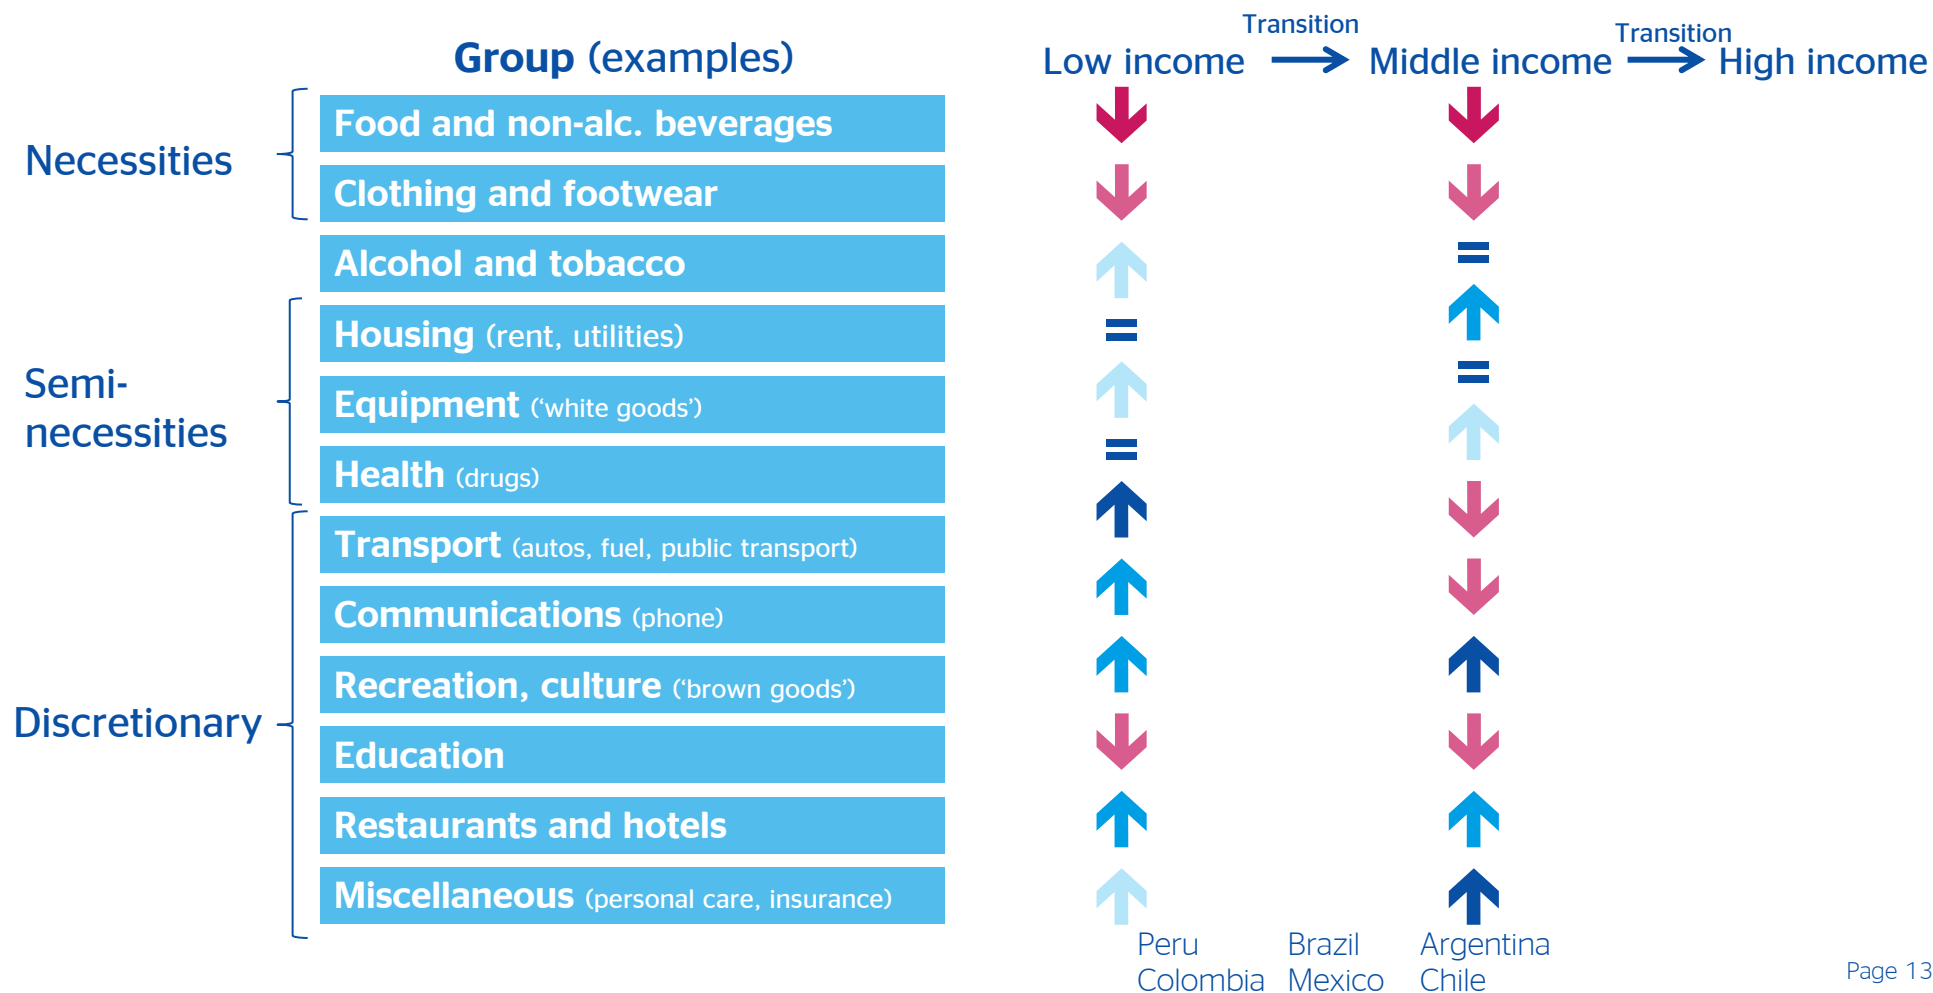 Group (examples)
Transition
Transition
Low income
Middle income
High income
Necessities
Food and non-alc. beverages
Clothing and footwear
Alcohol and tobacco
=
Semi-
necessities
Housing (rent, utilities)
=
Equipment (‘white goods’)
=
Health (drugs)
=
Discretionary
Transport (autos, fuel, public transport)
Communications (phone)
Recreation, culture (‘brown goods’)
Education
Restaurants and hotels
Miscellaneous (personal care, insurance)
Peru
Colombia
Brazil
Mexico
Argentina
Chile
Page 13